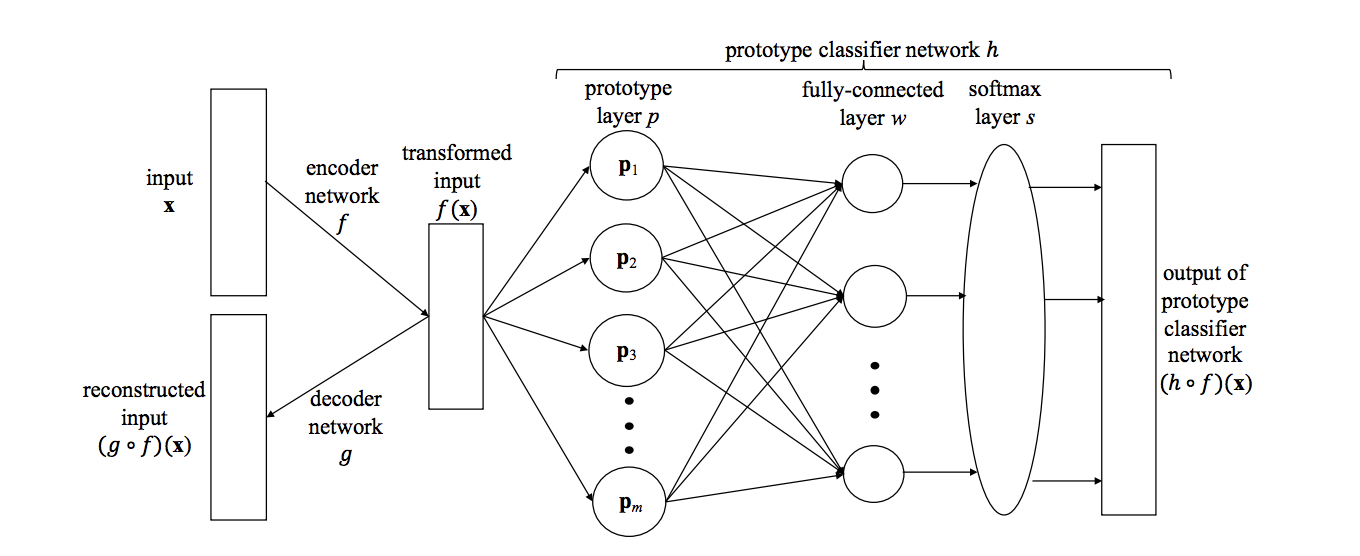 prototype classifier network h
prototype
layer p
fully-connected
layer w
softmax
layer s
input
x
encoder
network
f
transformed
input
f (x)
p1
p2
p3
pm
reconstructed
input
(g ∘ f)(x)
decoder
network
g
output of
prototype
classifier
network
(h ∘ f)(x)